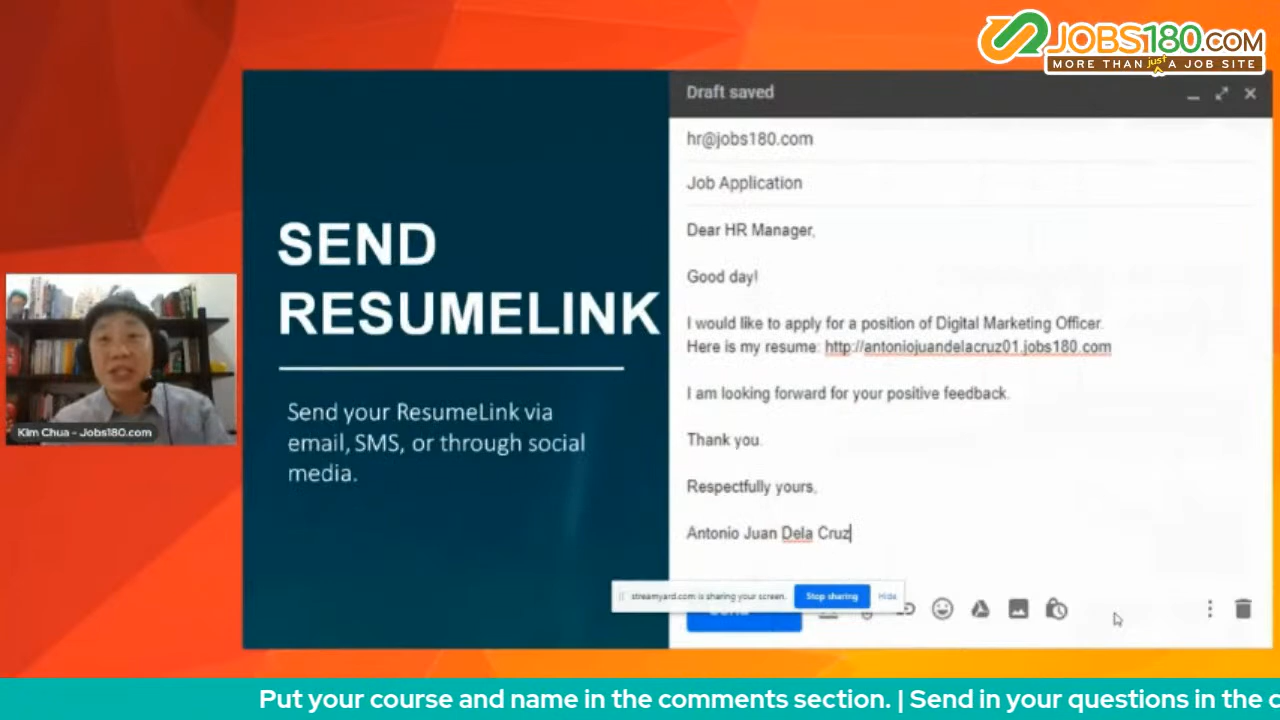 JOBS180.COM
MORE THAN just A JOB SITE
Draft saved
hr@jobs180.com
Job Application
Dear HR Manager,
Good day!
I would like to apply for a position of Digital Marketing Officer.
Here is my resume: http://antoniojuandelacruz01.jobs180.com
I am looking forward for your positive feedback.
Thank you.
Respectfully yours,
Antonio Juan Dela Cruz
SEND
RESUMELINK
Send your ResumeLink via
email, SMS, or through social
media.
Kim Chua - Jobs180.com
streamyard.com is sharing your screen.
Stop sharing
Hide
Put your course and name in the comments section. | Send in your questions in the